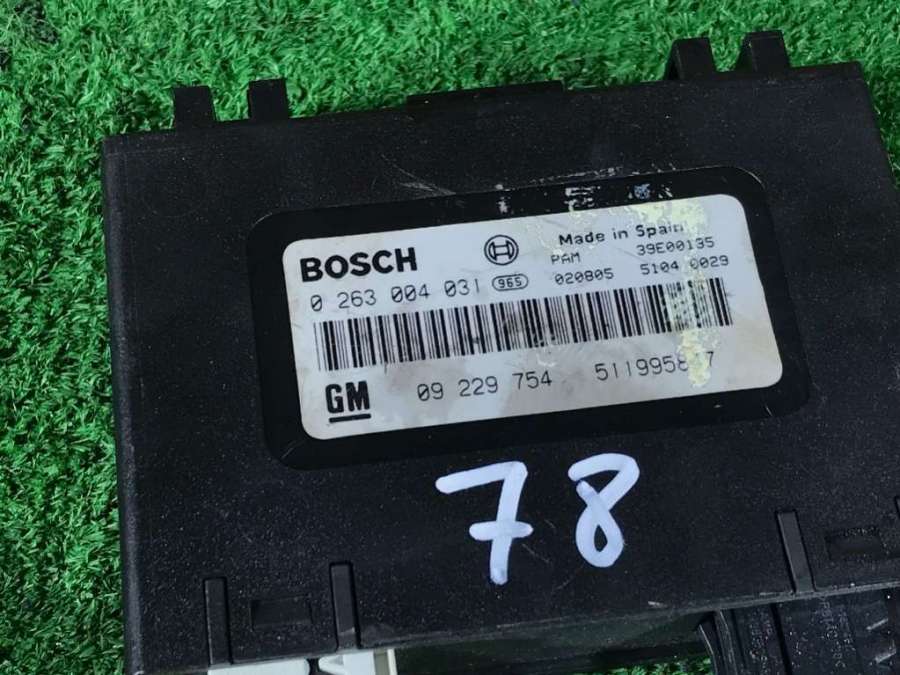 BOSCH
Made in Spain
PAM 39E00135
0 263 004 031 965 020805 5104 0029
GM 09 229 754
78